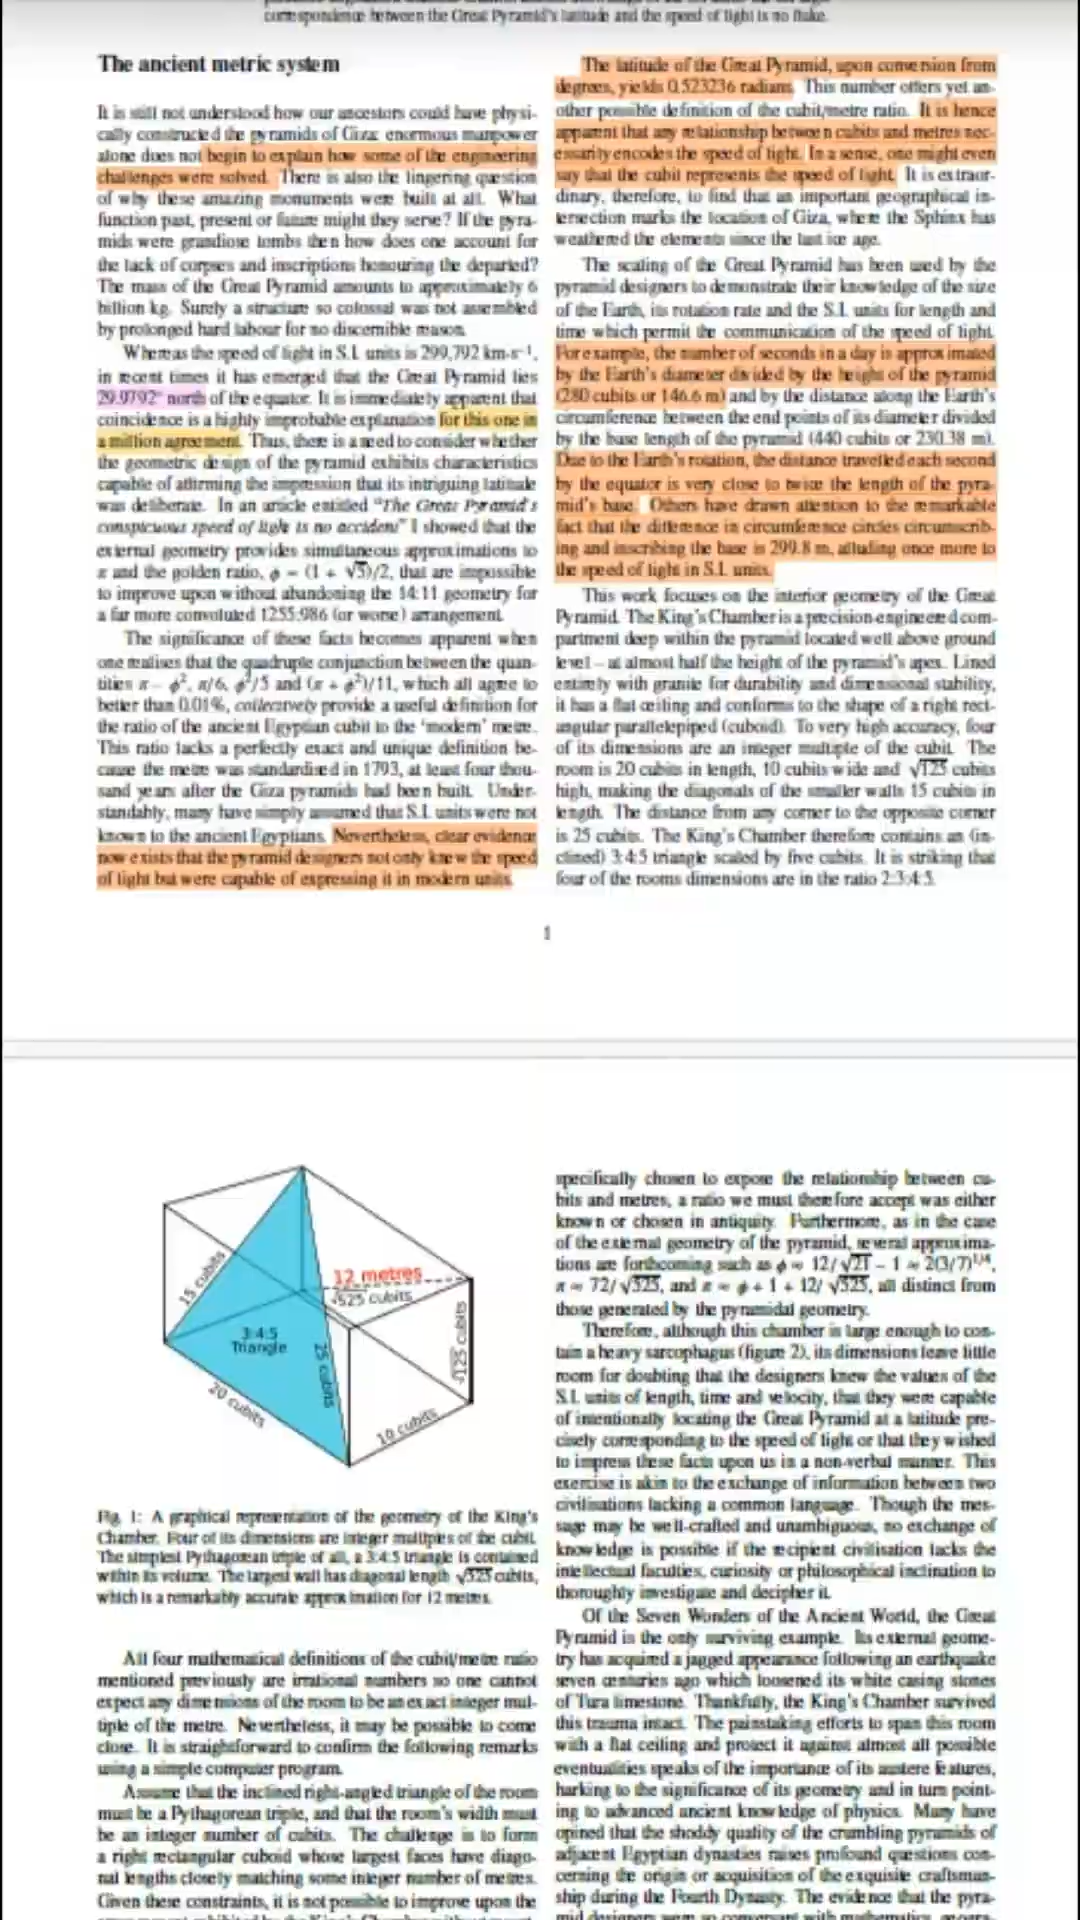 correspondence between the Great Pyramid's latitude and the speed of light is no fluke.
The ancient metric system
It is still not understood how our ancestors could have physi-
cally constructed the pyramids of Giza: enormous manpower
alone does not begin to explain how some of the engineering
challenges were solved. There is also the lingering question
of why these amazing monuments were built at all. What
function past, present or future might they serve? If the pyra-
mids were grandiose tombs then how does one account for
the lack of corpses and inscriptions honouring the departed?
The mass of the Great Pyramid amounts to approximately 6
billion kg. Surely a structure so colossal was not assembled
by prolonged hard labour for no discernible reason.
Whereas the speed of light in S.I. units is 299,792 km·s⁻¹,
in recent times it has emerged that the Great Pyramid lies
29.9792° north of the equator. It is immediately apparent that
coincidence is a highly improbable explanation for this one in
a million agreement. Thus, there is a need to consider whether
the geometric design of the pyramid exhibits characteristics
capable of affirming the impression that its intriguing latitude
was deliberate. In an article entitled "The Great Pyramid's
conspicuous speed of light is no accident" I showed that the
external geometry provides simultaneous approximations to
π and the golden ratio, ϕ = (1 + √5)/2, that are impossible
to improve upon without abandoning the 14:11 geometry for
a far more convoluted 1255:986 (or worse) arrangement.
The significance of these facts becomes apparent when
one realises that the quadruple conjunction between the quan-
tities π − ϕ², π/6, ϕ²/5 and (π + ϕ²)/11, which all agree to
better than 0.01%, collectively provide a useful definition for
the ratio of the ancient Egyptian cubit to the 'modern' metre.
This ratio lacks a perfectly exact and unique definition be-
cause the metre was standardised in 1793, at least four thou-
sand years after the Giza pyramids had been built. Under-
standably, many have simply assumed that S.I. units were not
known to the ancient Egyptians. Nevertheless, clear evidence
now exists that the pyramid designers not only knew the speed
of light but were capable of expressing it in modern units.
The latitude of the Great Pyramid, upon conversion from
degrees, yields 0.523236 radians. This number offers yet an-
other possible definition of the cubit/metre ratio. It is hence
apparent that any relationship between cubits and metres nec-
essarily encodes the speed of light. In a sense, one might even
say that the cubit represents the speed of light. It is extraor-
dinary, therefore, to find that an important geographical in-
tersection marks the location of Giza, where the Sphinx has
weathered the elements since the last ice age.
The scaling of the Great Pyramid has been used by the
pyramid designers to demonstrate their knowledge of the size
of the Earth, its rotation rate and the S.I. units for length and
time which permit the communication of the speed of light.
For example, the number of seconds in a day is approximated
by the Earth's diameter divided by the height of the pyramid
(280 cubits or 146.6 m) and by the distance along the Earth's
circumference between the end points of its diameter divided
by the base length of the pyramid (440 cubits or 230.38 m).
Due to the Earth's rotation, the distance travelled each second
by the equator is very close to twice the length of the pyra-
mid's base. Others have drawn attention to the remarkable
fact that the difference in circumference circles circumscrib-
ing and inscribing the base is 299.8 m, alluding once more to
the speed of light in S.I. units.
This work focuses on the interior geometry of the Great
Pyramid. The King's Chamber is a precision-engineered com-
partment deep within the pyramid located well above ground
level – at almost half the height of the pyramid's apex. Lined
entirely with granite for durability and dimensional stability,
it has a flat ceiling and conforms to the shape of a right rect-
angular parallelepiped (cuboid). To very high accuracy, four
of its dimensions are an integer multiple of the cubit. The
room is 20 cubits in length, 10 cubits wide and √125 cubits
high, making the diagonals of the smaller walls 15 cubits in
length. The distance from any corner to the opposite corner
is 25 cubits. The King's Chamber therefore contains an (in-
clined) 3:4:5 triangle scaled by five cubits. It is striking that
four of the rooms dimensions are in the ratio 2:3:4:5.
1
15 cubits
12 metres
√525 cubits
3:4:5
Triangle
25 cubits
√125 cubits
20 cubits
10 cubits
Fig. 1: A graphical representation of the geometry of the King's
Chamber. Four of its dimensions are integer multiples of the cubit.
The simplest Pythagorean triple of all, a 3:4:5 triangle is contained
within its volume. The largest wall has diagonal length √525 cubits,
which is a remarkably accurate approximation for 12 metres.
All four mathematical definitions of the cubit/metre ratio
mentioned previously are irrational numbers so one cannot
expect any dimensions of the room to be an exact integer mul-
tiple of the metre. Nevertheless, it may be possible to come
close. It is straightforward to confirm the following remarks
using a simple computer program.
Assume that the inclined right-angled triangle of the room
must be a Pythagorean triple, and that the room's width must
be an integer number of cubits. The challenge is to form
a right rectangular cuboid whose largest faces have diago-
nal lengths closely matching some integer number of metres.
Given these constraints, it is not possible to improve upon the
specifically chosen to expose the relationship between cu-
bits and metres, a ratio we must therefore accept was either
known or chosen in antiquity. Furthermore, as in the case
of the external geometry of the pyramid, several approxima-
tions are forthcoming such as ϕ ≈ 12/√21 − 1 ≈ 2(3/7)^1/4,
π ≈ 72/√525, and π ≈ ϕ + 1 + 12/√525, all distinct from
those generated by the pyramidal geometry.
Therefore, although this chamber is large enough to con-
tain a heavy sarcophagus (figure 2), its dimensions leave little
room for doubting that the designers knew the values of the
S.I. units of length, time and velocity, that they were capable
of intentionally locating the Great Pyramid at a latitude pre-
cisely corresponding to the speed of light or that they wished
to impress these facts upon us in a non-verbal manner. This
exercise is akin to the exchange of information between two
civilisations lacking a common language. Though the mes-
sage may be well-crafted and unambiguous, no exchange of
knowledge is possible if the recipient civilisation lacks the
intellectual faculties, curiosity or philosophical inclination to
thoroughly investigate and decipher it.
Of the Seven Wonders of the Ancient World, the Great
Pyramid is the only surviving example. Its external geome-
try has acquired a jagged appearance following an earthquake
seven centuries ago which loosened its white casing stones
of Tura limestone. Thankfully, the King's Chamber survived
this trauma intact. The painstaking efforts to span this room
with a flat ceiling and protect it against almost all possible
eventualities speaks of the importance of its austere features,
harking to the significance of its geometry and in turn point-
ing to advanced ancient knowledge of physics. Many have
opined that the shoddy quality of the crumbling pyramids of
adjacent Egyptian dynasties raises profound questions con-
cerning the origin or acquisition of the exquisite craftsman-
ship during the Fourth Dynasty. The evidence that the pyra-